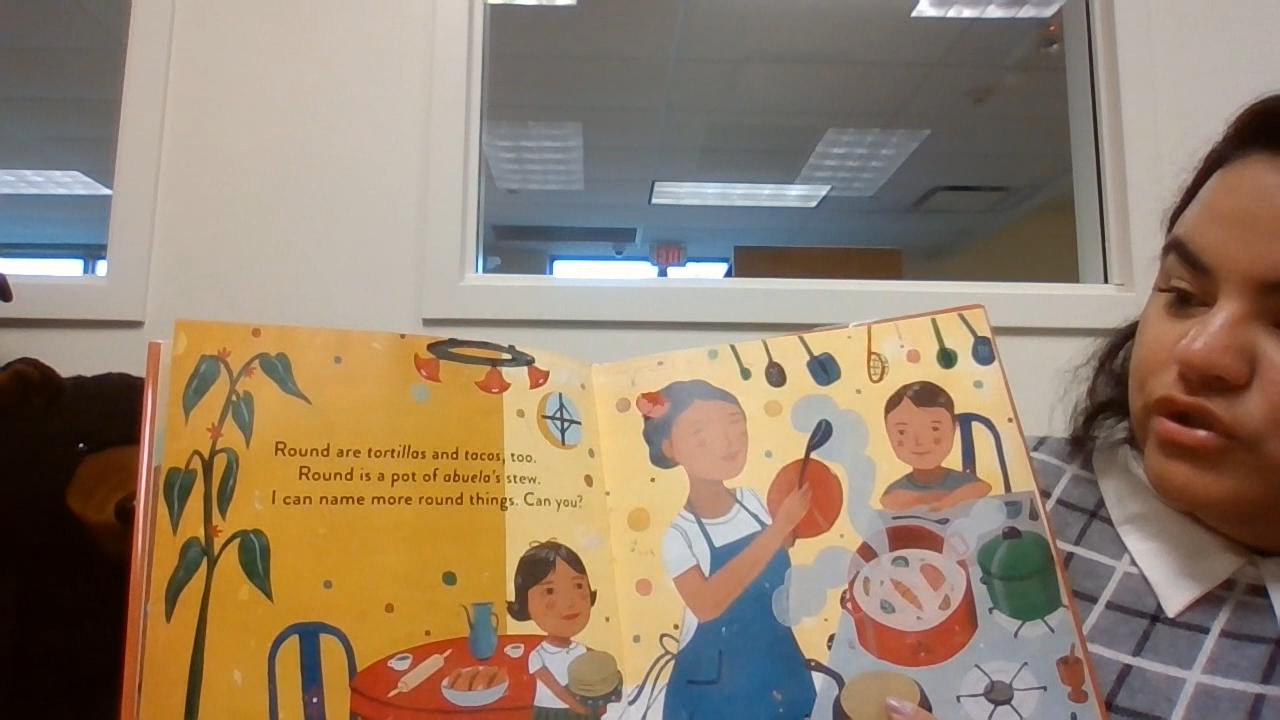 EXIT
Round are tortillas and tacos, too.
Round is a pot of abuela's stew.
I can name more round things. Can you?